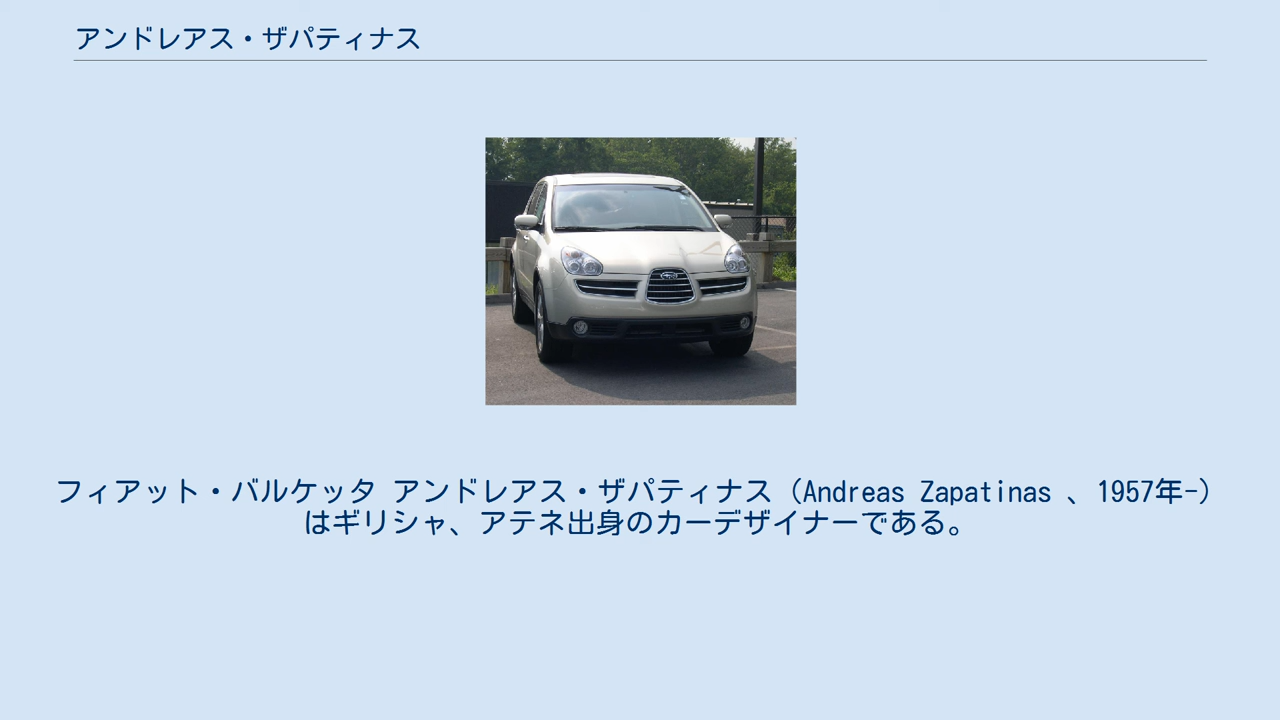 アンドレアス・ザパティナス
フィアット・バルケッタ アンドレアス・ザパティナス（Andreas Zapatinas 、1957年-）
はギリシャ、アテネ出身のカーデザイナーである。